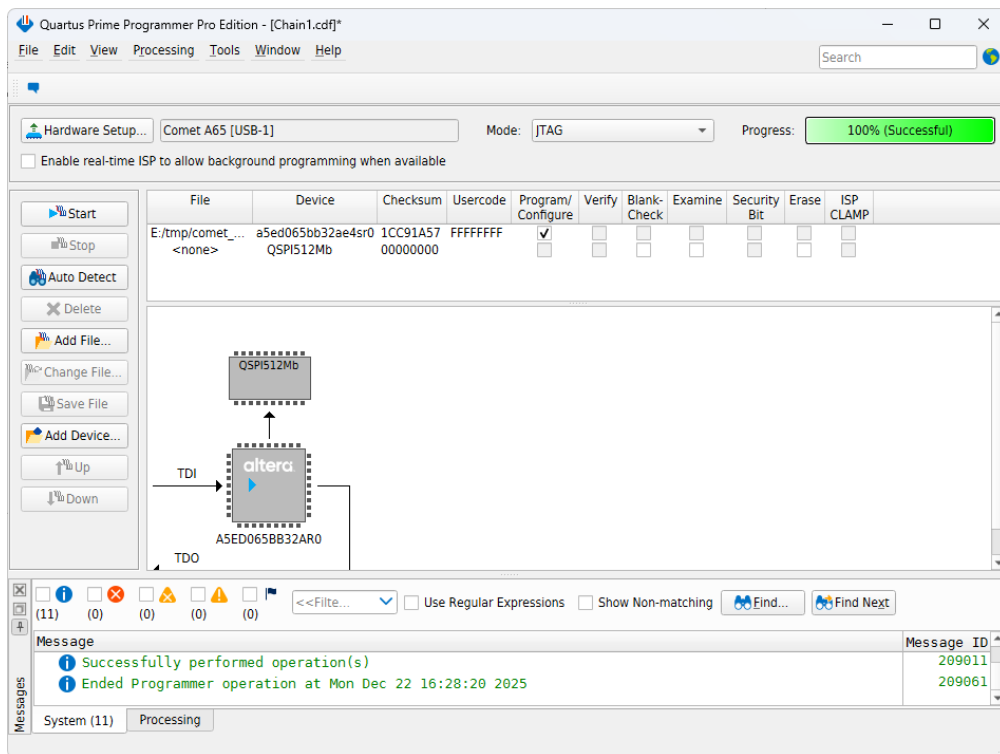 Quartus Prime Programmer Pro Edition - [Chain1.cdf]*
File Edit View Processing Tools Window Help
Search
Hardware Setup... Comet A65 [USB-1] Mode: JTAG Progress: 100% (Successful)
Enable real-time ISP to allow background programming when available
Start
Stop
Auto Detect
Delete
Add File...
Change File...
Save File
Add Device...
Up
Down
File Device Checksum Usercode Program/ Configure Verify Blank- Check Examine Security Bit Erase ISP CLAMP
E:/tmp/comet_... a5ed065bb32ae4sr0 1CC91A57 FFFFFFFF
<none> QSPI512Mb 00000000
QSPI512Mb
altera
TDI
A5ED065BB32AR0
TDO
(11) (0) (0) (0) (0) <<Filte... Use Regular Expressions Show Non-matching Find... Find Next
Message Message ID
Successfully performed operation(s) 209011
Ended Programmer operation at Mon Dec 22 16:28:20 2025 209061
Messages
System (11) Processing